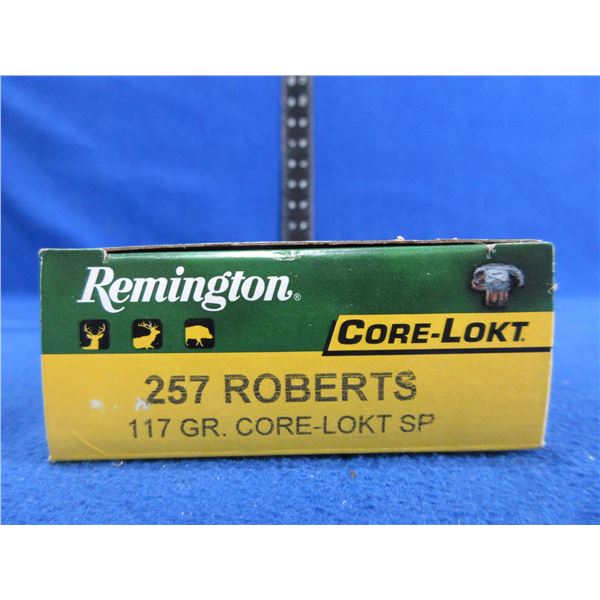 Remington®
CORE-LOKT
257 ROBERTS
117 GR. CORE-LOKT SP